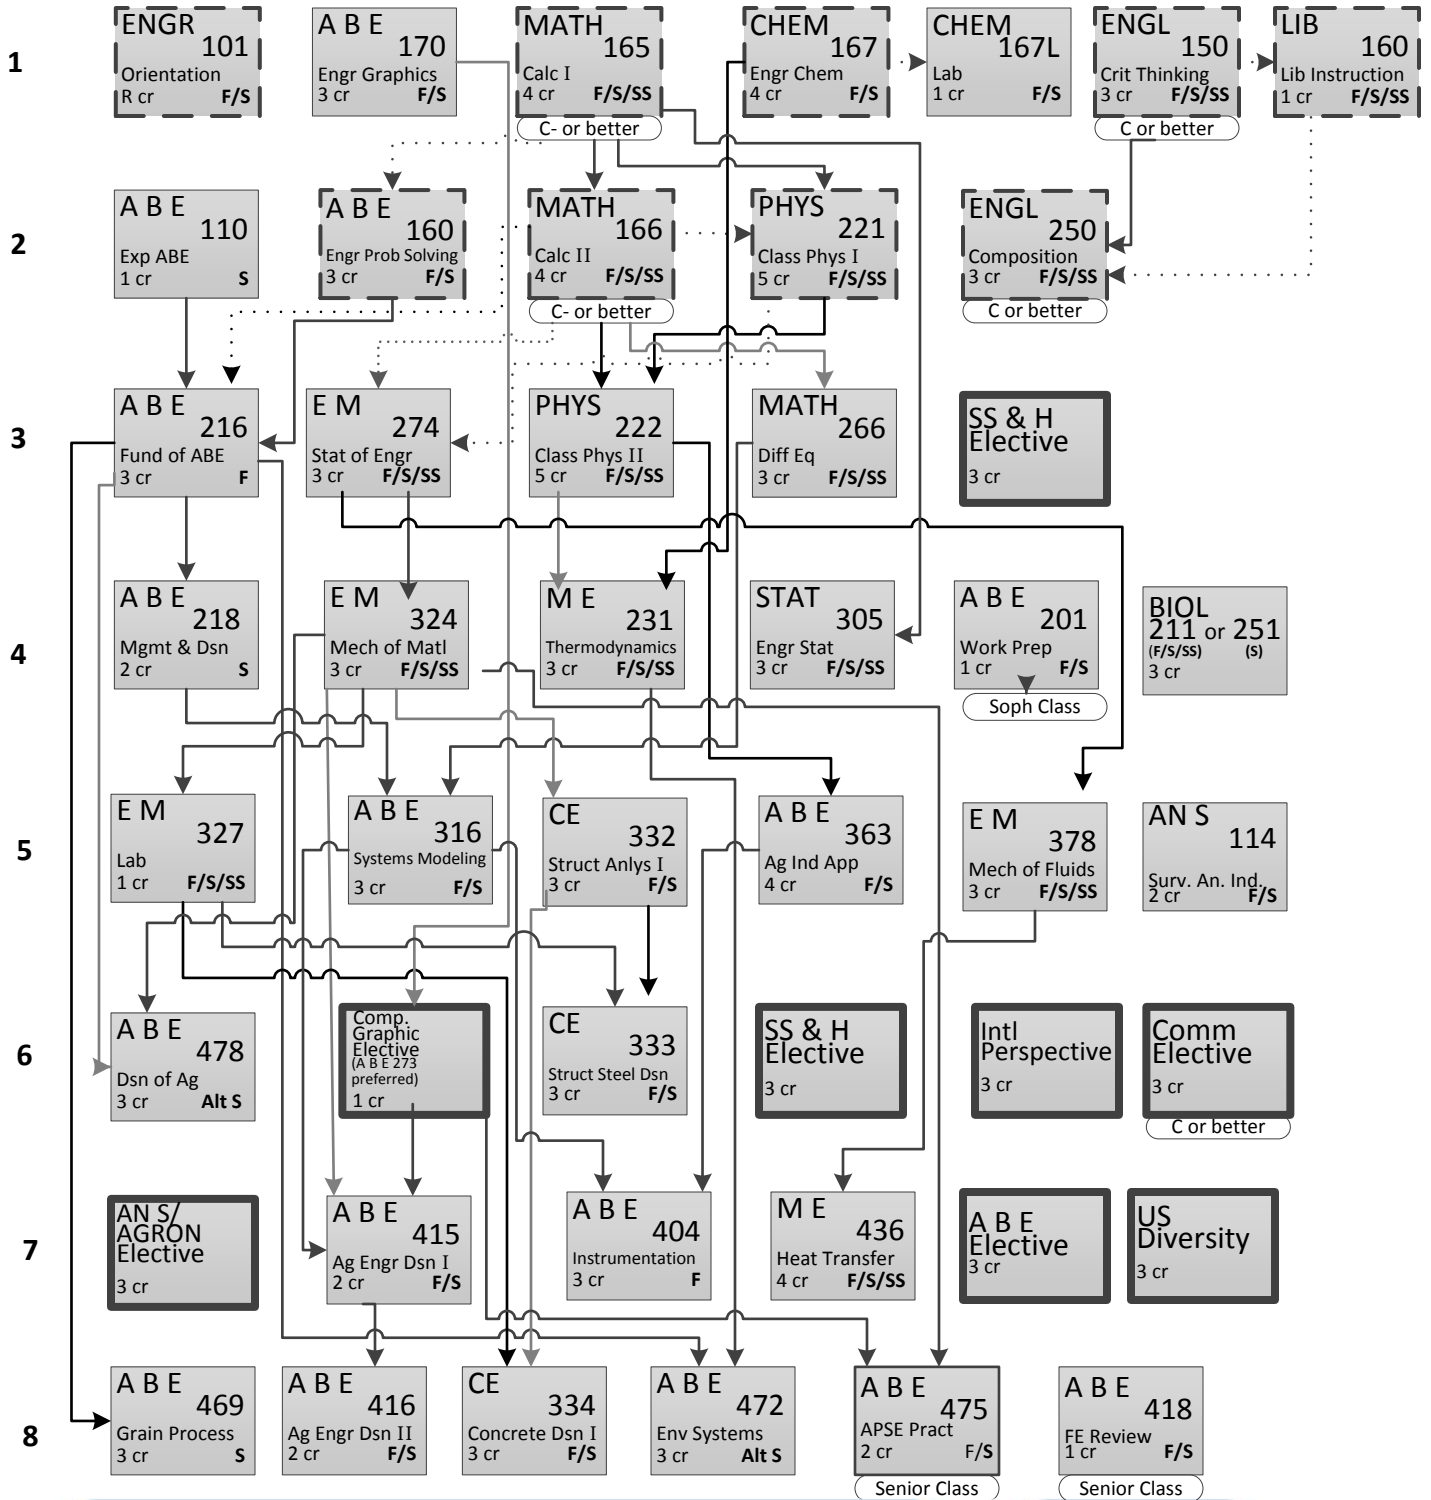 1
ENGR
101
Orientation
R cr F/S
A B E
170
Engr Graphics
3 cr F/S
MATH
165
Calc I
4 cr F/S/SS
C- or better
CHEM
167
Engr Chem
4 cr F/S
CHEM
167L
Lab
1 cr F/S
ENGL
150
Crit Thinking
3 cr F/S/SS
C or better
LIB
160
Lib Instruction
1 cr F/S/SS
2
A B E
110
Exp ABE
1 cr S
A B E
160
Engr Prob Solving
3 cr F/S
MATH
166
Calc II
4 cr F/S/SS
C- or better
PHYS
221
Class Phys I
5 cr F/S/SS
ENGL
250
Composition
3 cr F/S/SS
C or better
3
A B E
216
Fund of ABE
3 cr F
E M
274
Stat of Engr
3 cr F/S/SS
PHYS
222
Class Phys II
5 cr F/S/SS
MATH
266
Diff Eq
3 cr F/S/SS
SS & H
Elective
3 cr
4
A B E
218
Mgmt & Dsn
2 cr S
E M
324
Mech of Matl
3 cr F/S/SS
M E
231
Thermodynamics
3 cr F/S/SS
STAT
305
Engr Stat
3 cr F/S/SS
A B E
201
Work Prep
1 cr F/S
Soph Class
BIOL
211 or 251
(F/S/SS) (S)
3 cr
5
E M
327
Lab
1 cr F/S/SS
A B E
316
Systems Modeling
3 cr F/S
CE
332
Struct Anlys I
3 cr F/S
A B E
363
Ag Ind App
4 cr F/S
E M
378
Mech of Fluids
3 cr F/S/SS
AN S
114
Surv. An. Ind.
2 cr F/S
6
A B E
478
Dsn of Ag
3 cr Alt S
Comp.
Graphic
Elective
(A B E 273
preferred)
1 cr
CE
333
Struct Steel Dsn
3 cr F/S
SS & H
Elective
3 cr
Intl
Perspective
3 cr
Comm
Elective
3 cr
C or better
7
AN S/
AGRON
Elective
3 cr
A B E
415
Ag Engr Dsn I
2 cr F/S
A B E
404
Instrumentation
3 cr F
M E
436
Heat Transfer
4 cr F/S/SS
A B E
Elective
3 cr
US
Diversity
3 cr
8
A B E
469
Grain Process
3 cr S
A B E
416
Ag Engr Dsn II
2 cr F/S
CE
334
Concrete Dsn I
3 cr F/S
A B E
472
Env Systems
3 cr Alt S
A B E
475
APSE Pract
2 cr F/S
Senior Class
A B E
418
FE Review
1 cr F/S
Senior Class